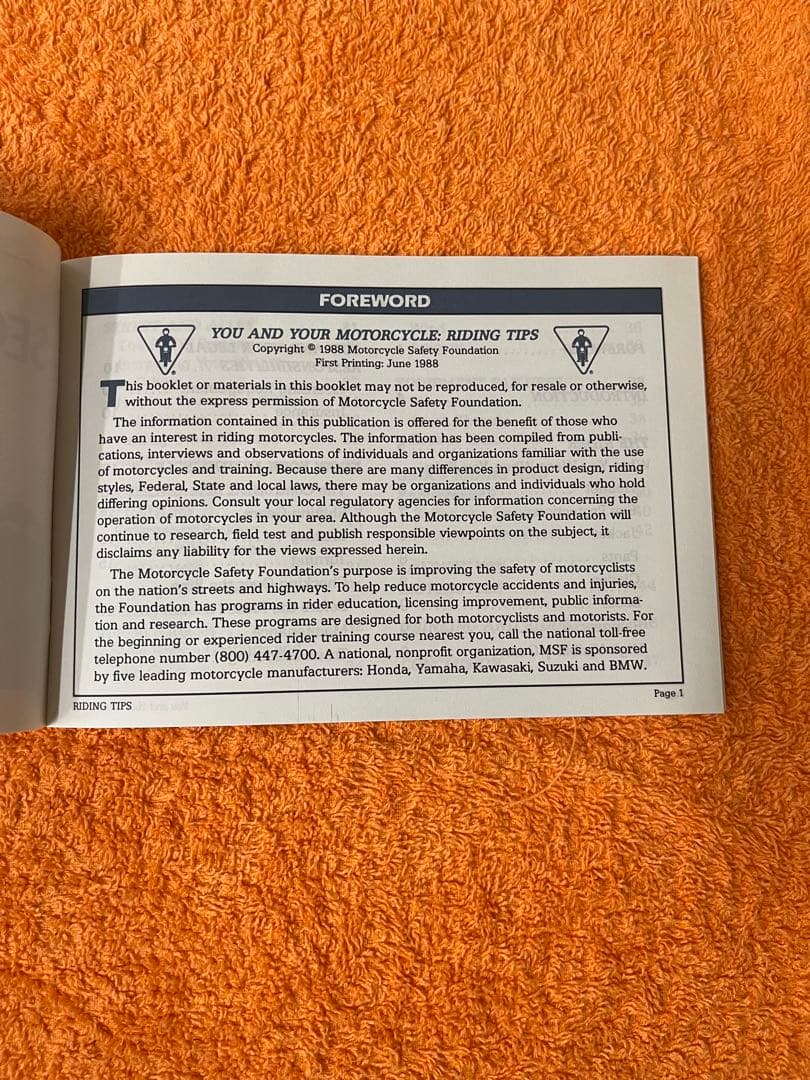 FOREWORD
YOU AND YOUR MOTORCYCLE: RIDING TIPS
Copyright © 1988 Motorcycle Safety Foundation
First Printing: June 1988
This booklet or materials in this booklet may not be reproduced, for resale or otherwise,
without the express permission of Motorcycle Safety Foundation.
The information contained in this publication is offered for the benefit of those who
have an interest in riding motorcycles. The information has been compiled from publi-
cations, interviews and observations of individuals and organizations familiar with the use
of motorcycles and training. Because there are many differences in product design, riding
styles, Federal, State and local laws, there may be organizations and individuals who hold
differing opinions. Consult your local regulatory agencies for information concerning the
operation of motorcycles in your area. Although the Motorcycle Safety Foundation will
continue to research, field test and publish responsible viewpoints on the subject, it
disclaims any liability for the views expressed herein.
The Motorcycle Safety Foundation's purpose is improving the safety of motorcyclists
on the nation's streets and highways. To help reduce motorcycle accidents and injuries,
the Foundation has programs in rider education, licensing improvement, public informa-
tion and research. These programs are designed for both motorcyclists and motorists. For
the beginning or experienced rider training course nearest you, call the national toll-free
telephone number (800) 447-4700. A national, nonprofit organization, MSF is sponsored
by five leading motorcycle manufacturers: Honda, Yamaha, Kawasaki, Suzuki and BMW.
RIDING TIPS
Page 1